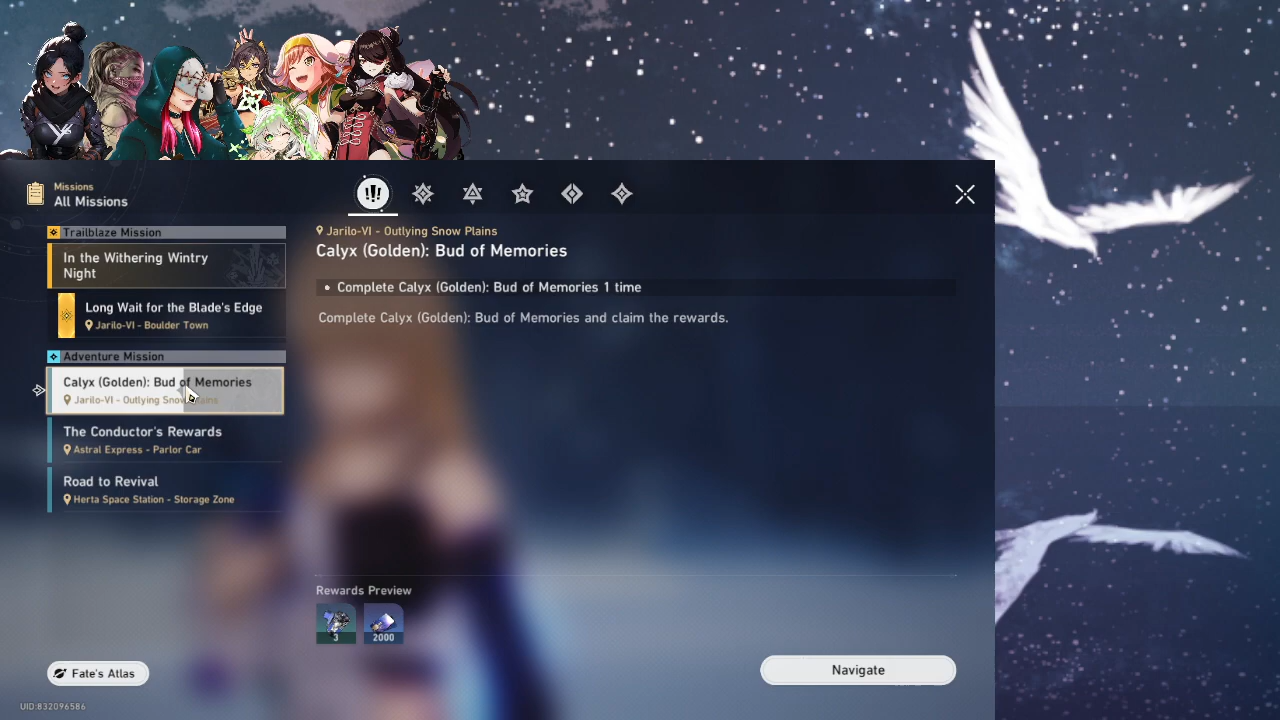 Missions
All Missions
Trailblaze Mission
In the Withering Wintry
Night
Long Wait for the Blade's Edge
Jarilo-VI - Boulder Town
Adventure Mission
Calyx (Golden): Bud of Memories
Jarilo-VI - Outlying Snow Plains
The Conductor's Rewards
Astral Express - Parlor Car
Road to Revival
Herta Space Station - Storage Zone
Fate's Atlas
UID:832096586
Jarilo-VI - Outlying Snow Plains
Calyx (Golden): Bud of Memories
• Complete Calyx (Golden): Bud of Memories 1 time
Complete Calyx (Golden): Bud of Memories and claim the rewards.
Rewards Preview
3
2000
Navigate